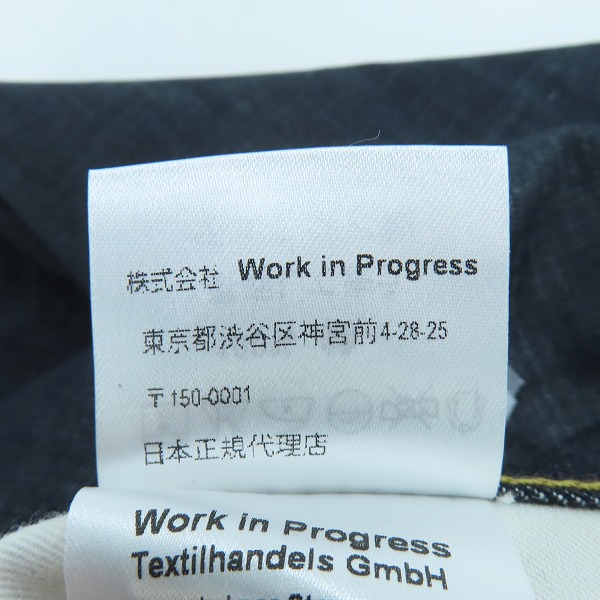 株式会社 Work in Progress
東京都渋谷区神宮前4-28-25
〒150-0001
日本正規代理店
Work in Progress
Textilhandels GmbH